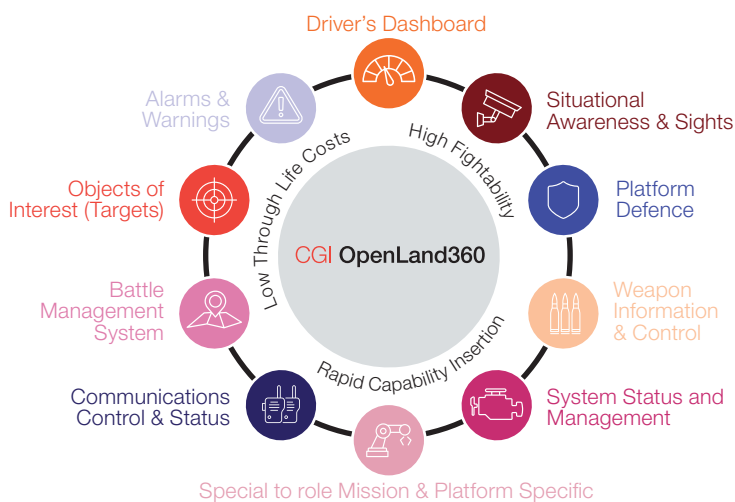 Driver's Dashboard
Situational
Awareness & Sights
Platform
Defence
Weapon
Information
& Control
System Status and
Management
Special to role Mission & Platform Specific
Communications
Control & Status
Battle
Management
System
Objects of
Interest (Targets)
Alarms &
Warnings
Low Through Life Costs
High Fightability
Rapid Capability Insertion
CGI OpenLand360